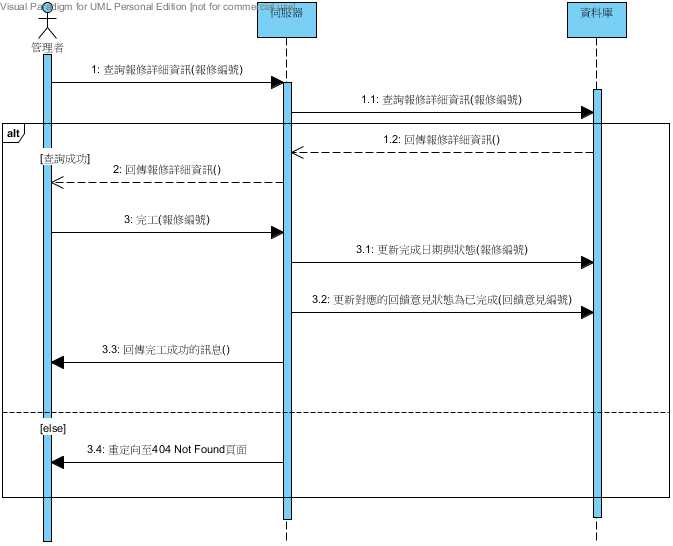 Visual Paradigm for UML Personal Edition [not for commercial use]
伺服器
資料庫
管理者
1: 查詢報修詳細資訊(報修編號)
1.1: 查詢報修詳細資訊(報修編號)
alt
1.2: 回傳報修詳細資訊()
[查詢成功]
2: 回傳報修詳細資訊()
3: 完工(報修編號)
3.1: 更新完成日期與狀態(報修編號)
3.2: 更新對應的回饋意見狀態為已完成(回饋意見編號)
3.3: 回傳完工成功的訊息()
[else]
3.4: 重定向至404 Not Found頁面